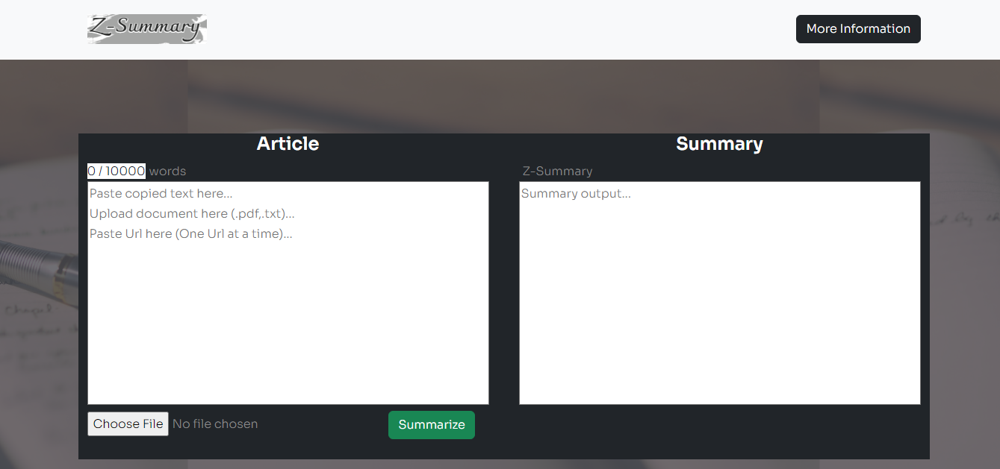 Z-Summary
More Information
Article
0 / 10000 words
Paste copied text here...
Upload document here (.pdf,.txt)...
Paste Url here (One Url at a time)...
Choose File No file chosen
Summarize
Summary
Z-Summary
Summary output...